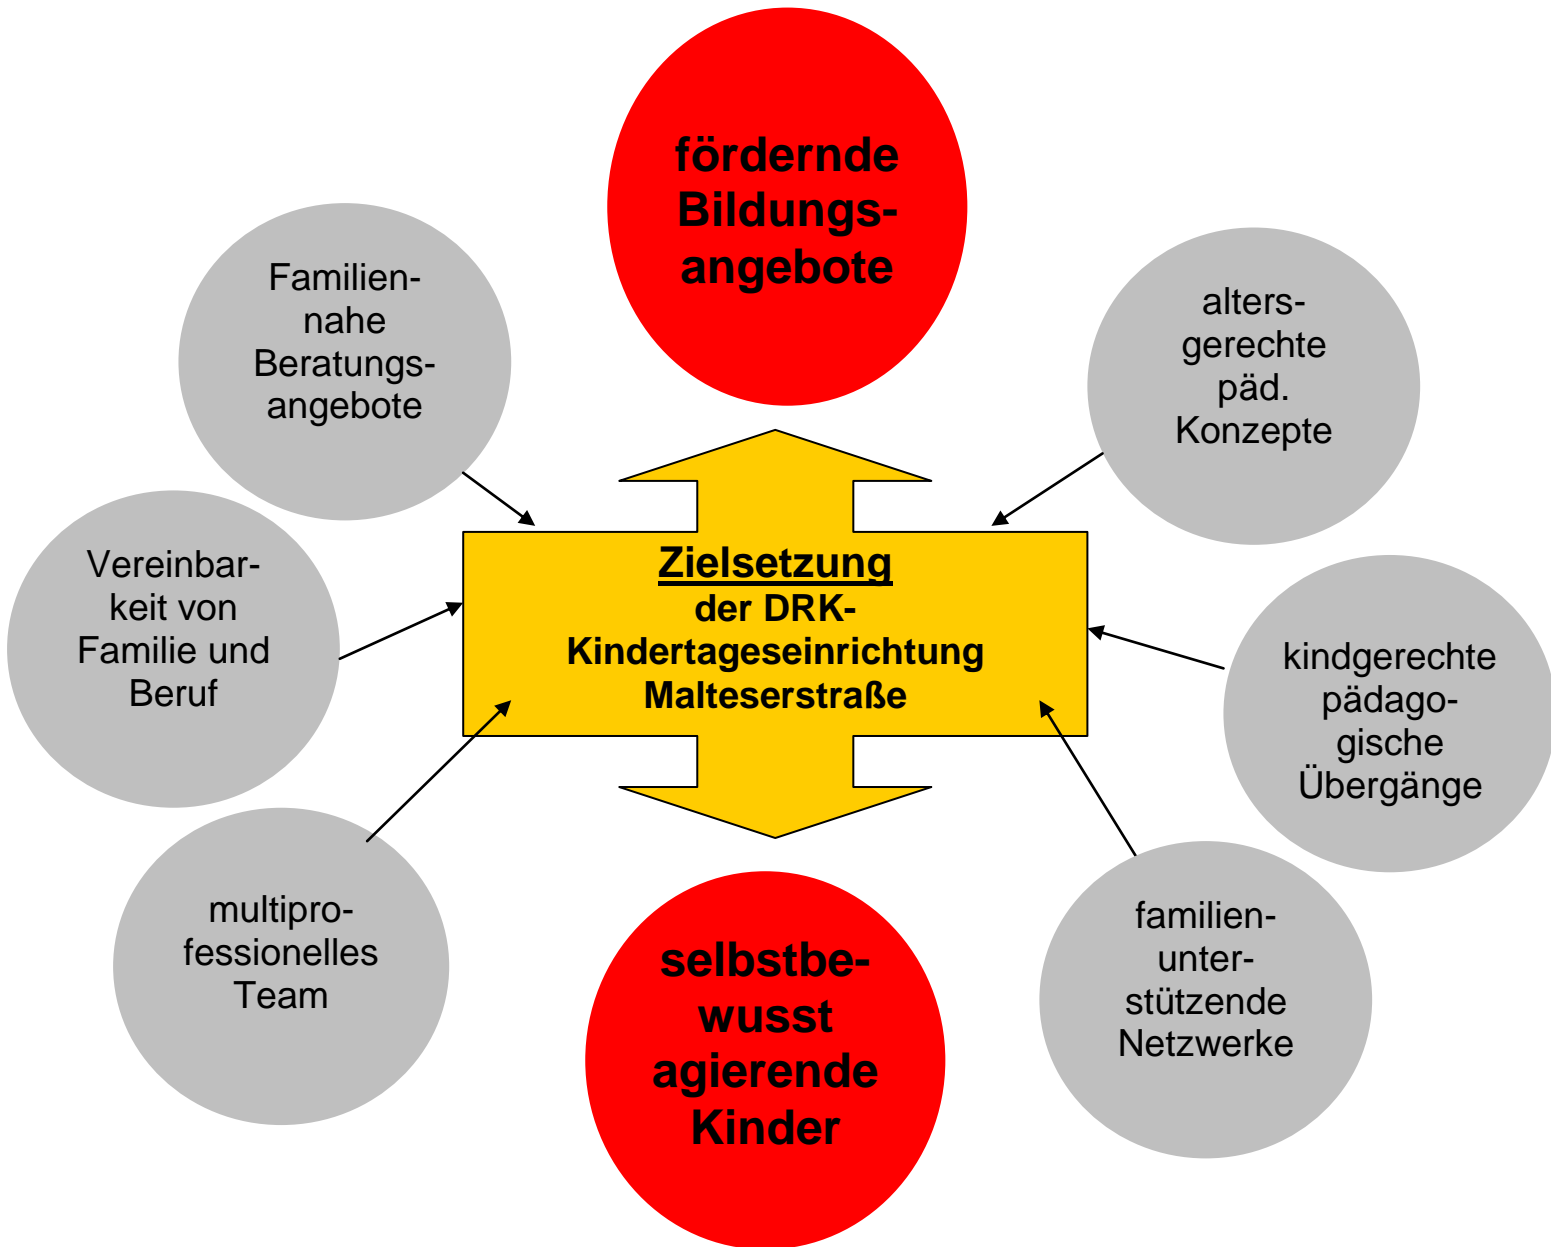 fördernde
Bildungs-
angebote
Familien-
nahe
Beratungs-
angebote
alters-
gerechte
päd.
Konzepte
Vereinbar-
keit von
Familie und
Beruf
Zielsetzung
der DRK-
Kindertageseinrichtung
Malteserstraße
kindgerechte
pädago-
gische
Übergänge
multipro-
fessionelles
Team
selbstbe-
wusst
agierende
Kinder
familien-
unter-
stützende
Netzwerke